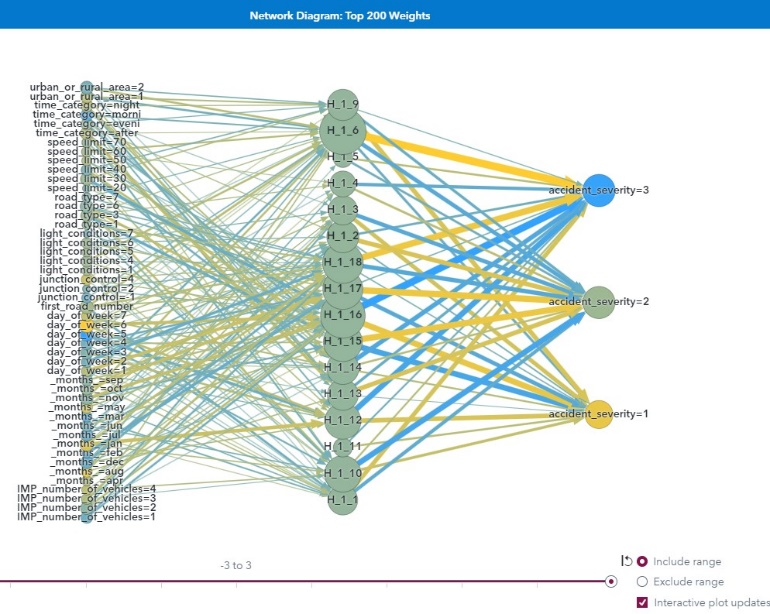 Network Diagram: Top 200 Weights
urban_or_rural_area=2
urban_or_rural_area=1
time_category=night
time_category=morni
time_category=eveni
time_category=after
speed_limit=70
speed_limit=60
speed_limit=50
speed_limit=40
speed_limit=30
speed_limit=20
road_type=7
road_type=6
road_type=3
road_type=1
light_conditions=7
light_conditions=6
light_conditions=5
light_conditions=4
light_conditions=1
junction_control=4
junction_control=2
junction_control=-1
first_road_number
day_of_week=7
day_of_week=6
day_of_week=5
day_of_week=4
day_of_week=3
day_of_week=2
day_of_week=1
_months_=sep
_months_=oct
_months_=nov
_months_=may
_months_=mar
_months_=jun
_months_=jul
_months_=jan
_months_=feb
_months_=dec
_months_=aug
_months_=apr
IMP_number_of_vehicles=4
IMP_number_of_vehicles=3
IMP_number_of_vehicles=2
IMP_number_of_vehicles=1
H_1_9
H_1_6
H_1_5
H_1_4
H_1_3
H_1_2
H_1_18
H_1_17
H_1_16
H_1_15
H_1_14
H_1_13
H_1_12
H_1_11
H_1_10
H_1_1
accident_severity=3
accident_severity=2
accident_severity=1
-3 to 3
Include range
Exclude range
Interactive plot updates